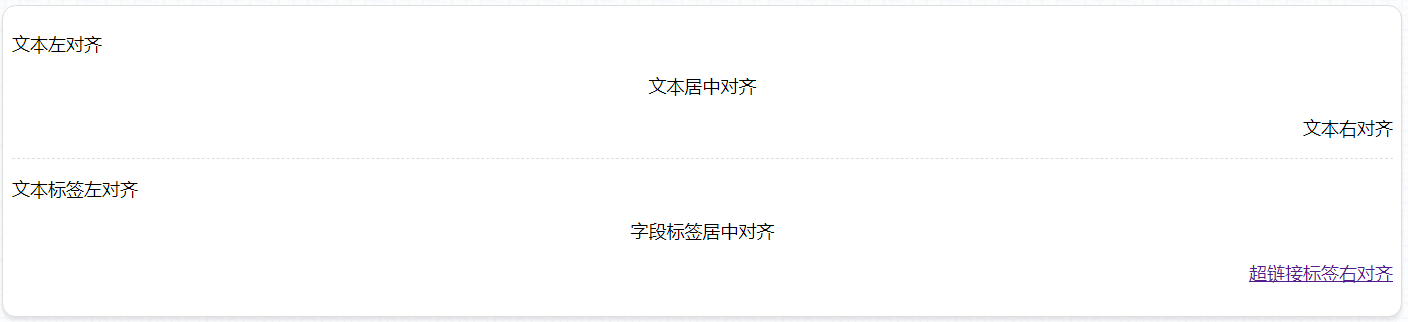 文本左对齐
文本居中对齐
文本右对齐
文本标签左对齐
字段标签居中对齐
超链接标签右对齐